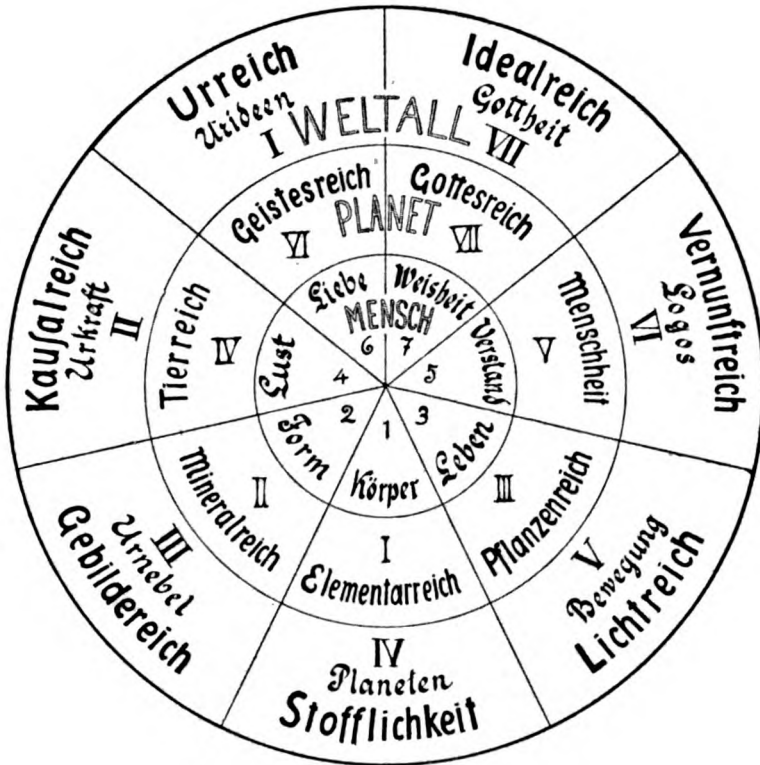 Urreich
Urideen
I
WELTALL
Idealreich
Gottheit
VII
Kauſalreich
Urkraft
II
Vernunftreich
Logos
VI
Gebildereich
Urnebel
III
Lichtreich
Bewegung
V
IV
Planeten
Stofflichkeit
Geistesreich
VI
PLANET
Gottesreich
VII
Tierreich
IV
Menschheit
V
Mineralreich
II
Pflanzenreich
III
I
Elementarreich
Liebe
Weisheit
MENSCH
6
7
Lust
4
Verstand
5
Form
2
Leben
3
1
Körper